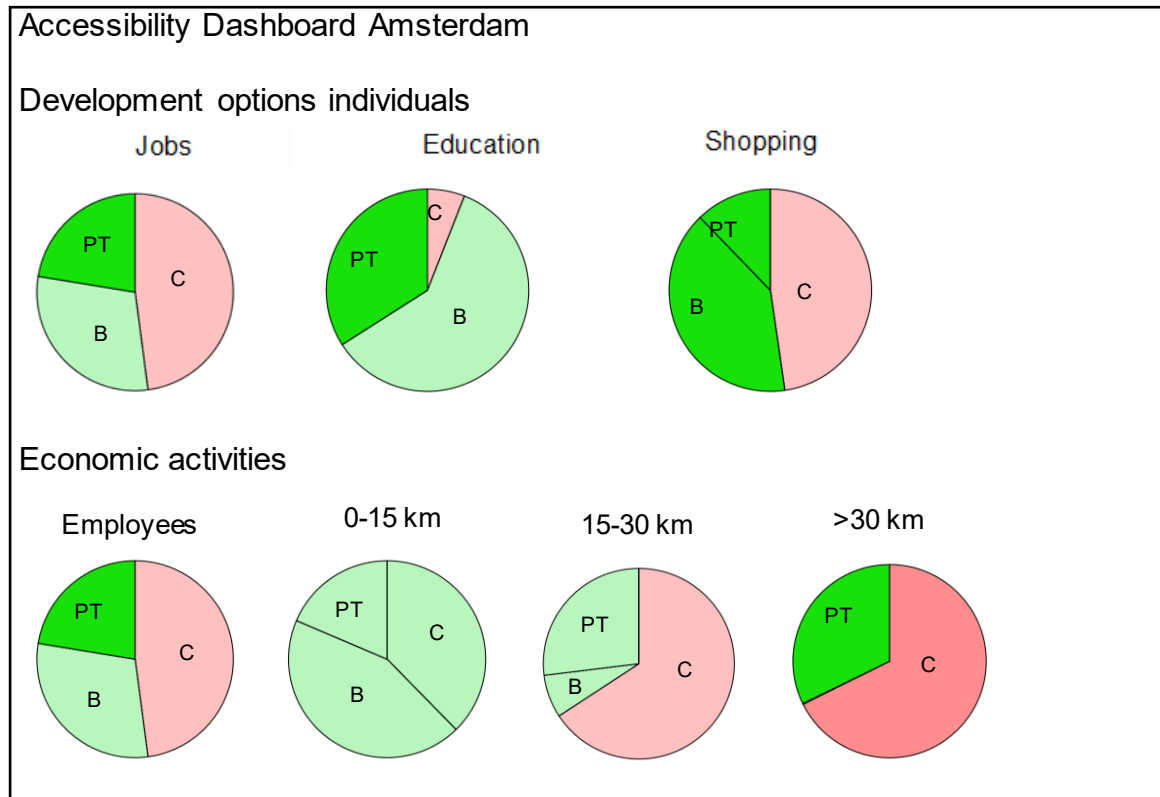 Accessibility Dashboard Amsterdam
Development options individuals
Jobs Education Shopping
PT C B
PT C B
PT B C
Economic activities
Employees 0-15 km 15-30 km >30 km
PT C B
PT C B
PT B C
PT C